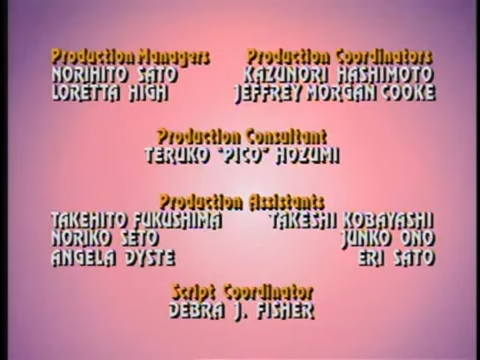 Production Managers Production Coordinators
NORIHITO SATO KAZUNORI HASHIMOTO
LORETTA HIGH JEFFREY MORGAN COOKE
Production Consultant
TERUKO "PICO" HOZUMI
Production Assistants
TAKEHITO FUKUSHIMA TAKESHI KOBAYASHI
NORIKO SETO JUNKO ONO
ANGELA DYSTE ERI SATO
Script Coordinator
DEBRA J. FISHER